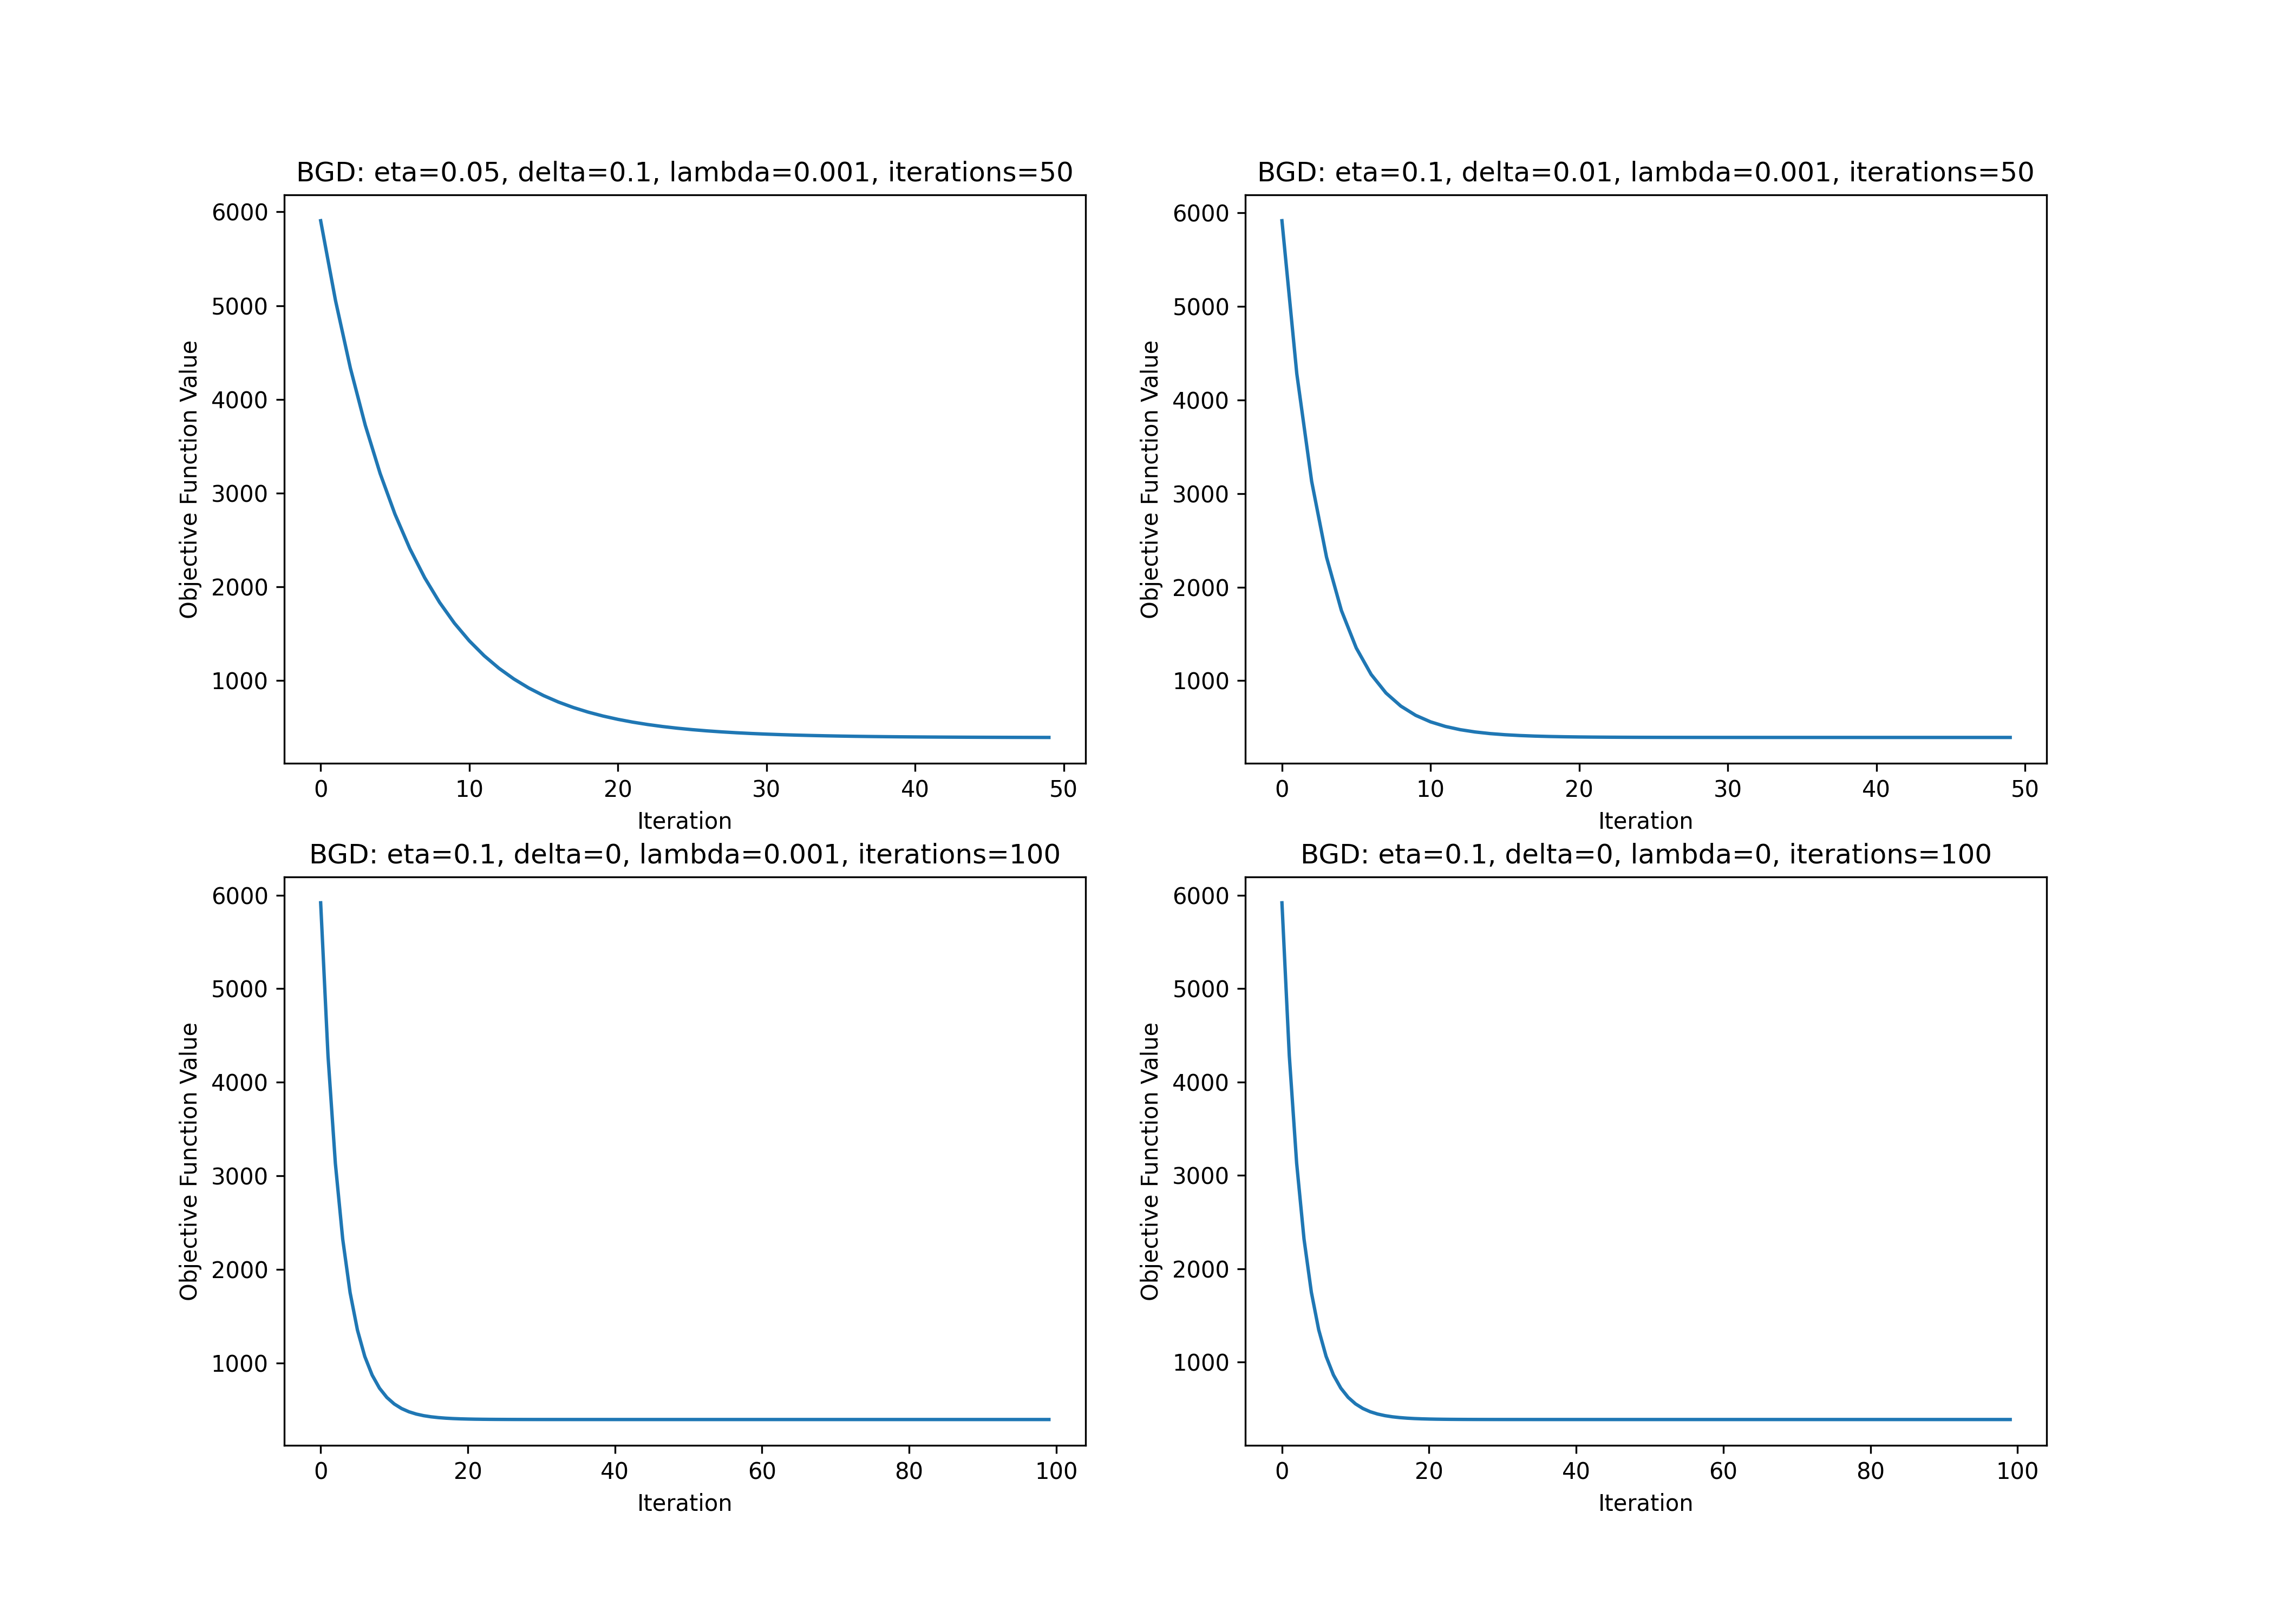 BGD: eta=0.05, delta=0.1, lambda=0.001, iterations=50
6000
5000
4000
3000
2000
1000
Objective Function Value
0 10 20 30 40 50
Iteration
BGD: eta=0.1, delta=0.01, lambda=0.001, iterations=50
6000
5000
4000
3000
2000
1000
Objective Function Value
0 10 20 30 40 50
Iteration
BGD: eta=0.1, delta=0, lambda=0.001, iterations=100
6000
5000
4000
3000
2000
1000
Objective Function Value
0 20 40 60 80 100
Iteration
BGD: eta=0.1, delta=0, lambda=0, iterations=100
6000
5000
4000
3000
2000
1000
Objective Function Value
0 20 40 60 80 100
Iteration